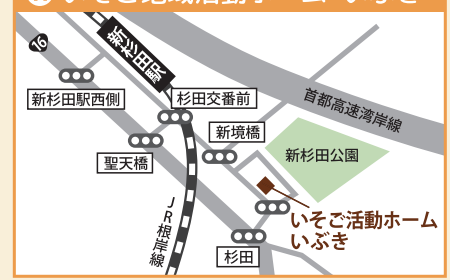 いそご地域活動ホーム いぶき
16
新杉田駅
新杉田駅西側
杉田交番前
首都高速湾岸線
新境橋
聖天橋
新杉田公園
JR根岸線
いそご活動ホーム
いぶき
杉田